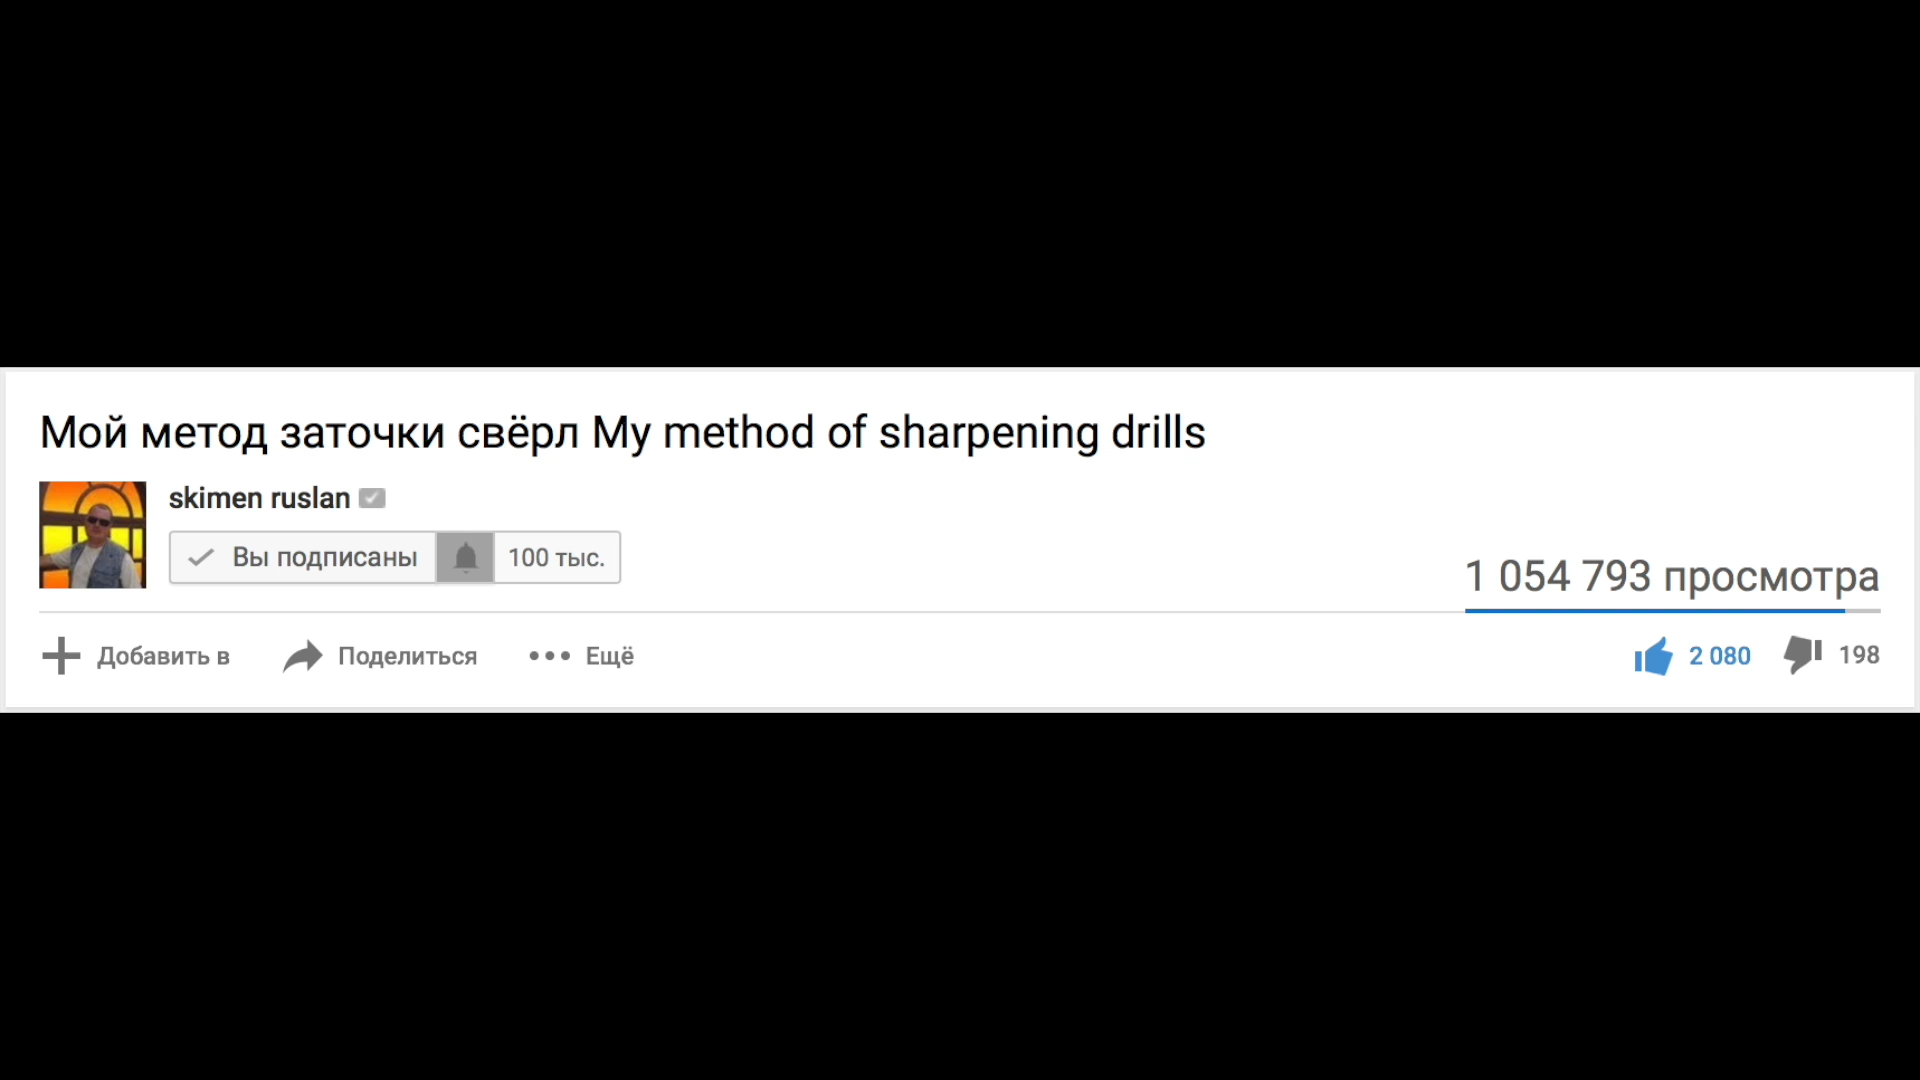 Мой метод заточки свёрл My method of sharpening drills
skimen ruslan
Вы подписаны 100 тыс.
1 054 793 просмотра
Добавить в Поделиться Ещё 2 080 198